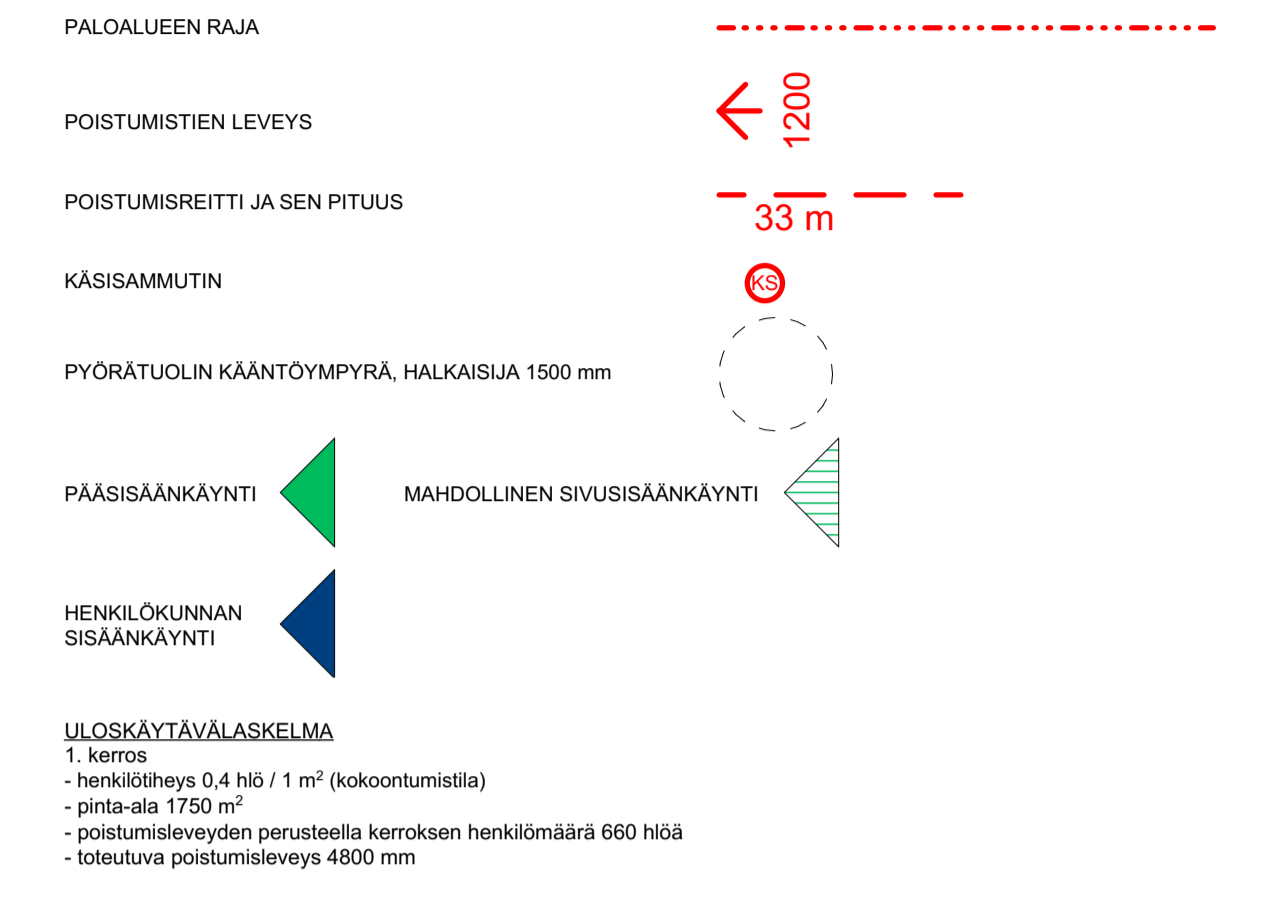 PALOALUEEN RAJA
POISTUMISTIEN LEVEYS
1200
POISTUMISREITTI JA SEN PITUUS
33 m
KÄSISAMMUTIN
KS
PYÖRÄTUOLIN KÄÄNTÖYMPYRÄ, HALKAISIJA 1500 mm
PÄÄSISÄÄNKÄYNTI
MAHDOLLINEN SIVUSISÄÄNKÄYNTI
HENKILÖKUNNAN
SISÄÄNKÄYNTI
ULOSKÄYTÄVÄLASKELMA
1. kerros
- henkilötiheys 0,4 hlö / 1 m² (kokoontumistila)
- pinta-ala 1750 m²
- poistumisleveyden perusteella kerroksen henkilömäärä 660 hlöä
- toteutuva poistumisleveys 4800 mm